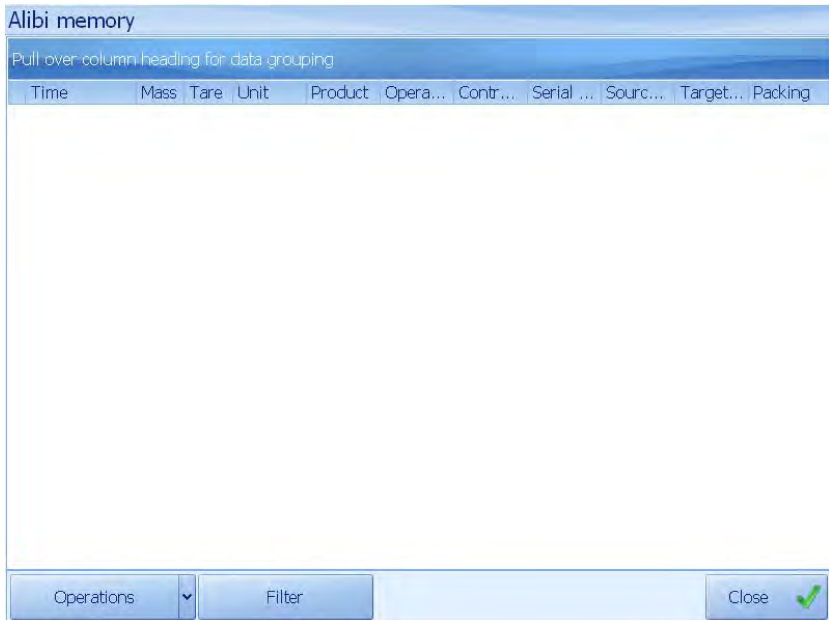 Alibi memory
Pull over column heading for data grouping
Time Mass Tare Unit Product Opera... Contr... Serial ... Sourc... Target... Packing
Operations Filter Close